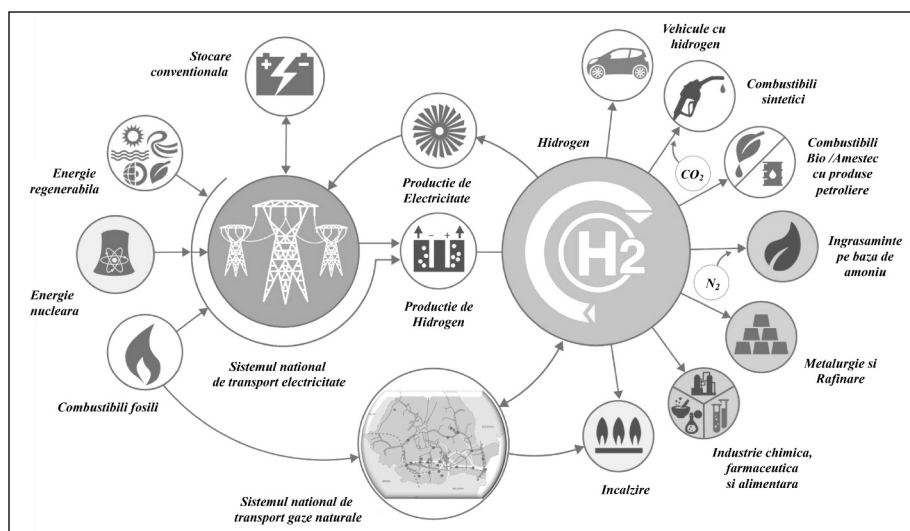 Vehicule cu
hidrogen
Stocare
conventionala
Combustibili
sintetici
Hidrogen
Combustibili
Bio /Amestec
cu produse
petroliere
CO2
Energie
regenerabila
Productie de
Electricitate
H2
Ingrasaminte
pe baza de
amoniu
N2
Energie
nucleara
Productie de
Hidrogen
Sistemul national
de transport electricitate
Metalurgie si
Rafinare
Combustibili fosili
Industrie chimica,
farmaceutica
si alimentara
Incalzire
Sistemul national de
transport gaze naturale